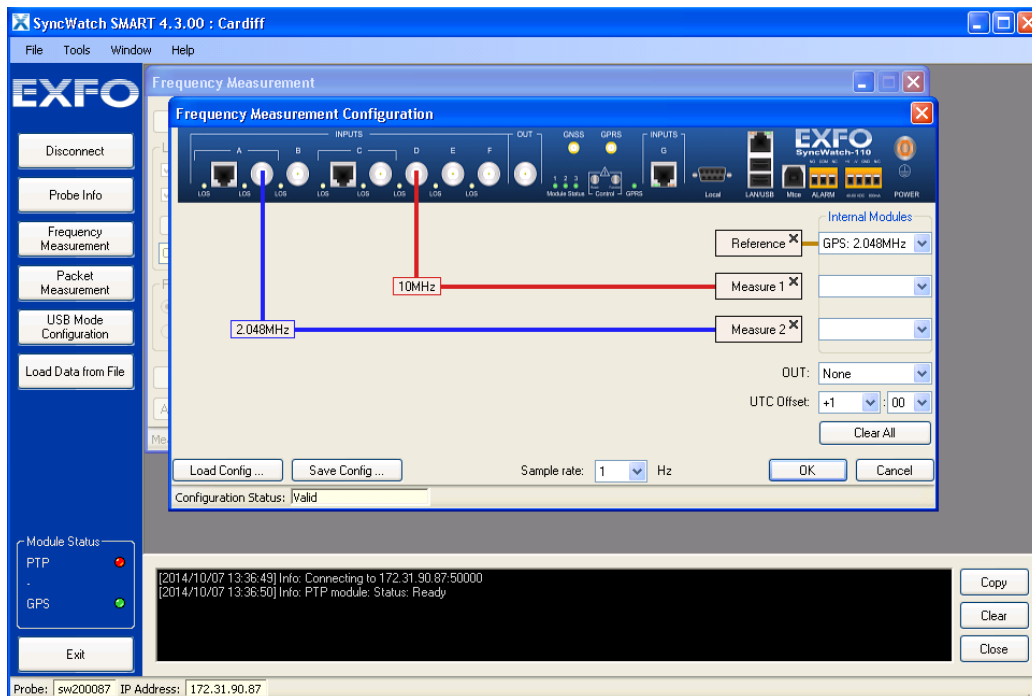 SyncWatch SMART 4.3.00 : Cardiff
File Tools Window Help
EXFO
Disconnect
Probe Info
Frequency
Measurement
Packet
Measurement
USB Mode
Configuration
Load Data from File
Module Status
PTP
-
GPS
Exit
Frequency Measurement
Frequency Measurement Configuration
INPUTS OUT GNSS GPRS INPUTS
A B C D E F G
EXFO
SyncWatch-110
LOS LOS LOS LOS LOS LOS LOS LOS LOS
1 2 3
Module Status Control GPRS
Local LAN/USB Mtce ALARM POWER
Internal Modules
Reference X GPS: 2.048MHz
10MHz Measure 1 X
2.048MHz Measure 2 X
OUT: None
UTC Offset: +1 : 00
Clear All
Load Config ... Save Config ... Sample rate: 1 Hz OK Cancel
Configuration Status: Valid
[2014/10/07 13:36:49] Info: Connecting to 172.31.90.87:50000
[2014/10/07 13:36:50] Info: PTP module: Status: Ready
Copy
Clear
Close
Probe: sw200087 IP Address: 172.31.90.87